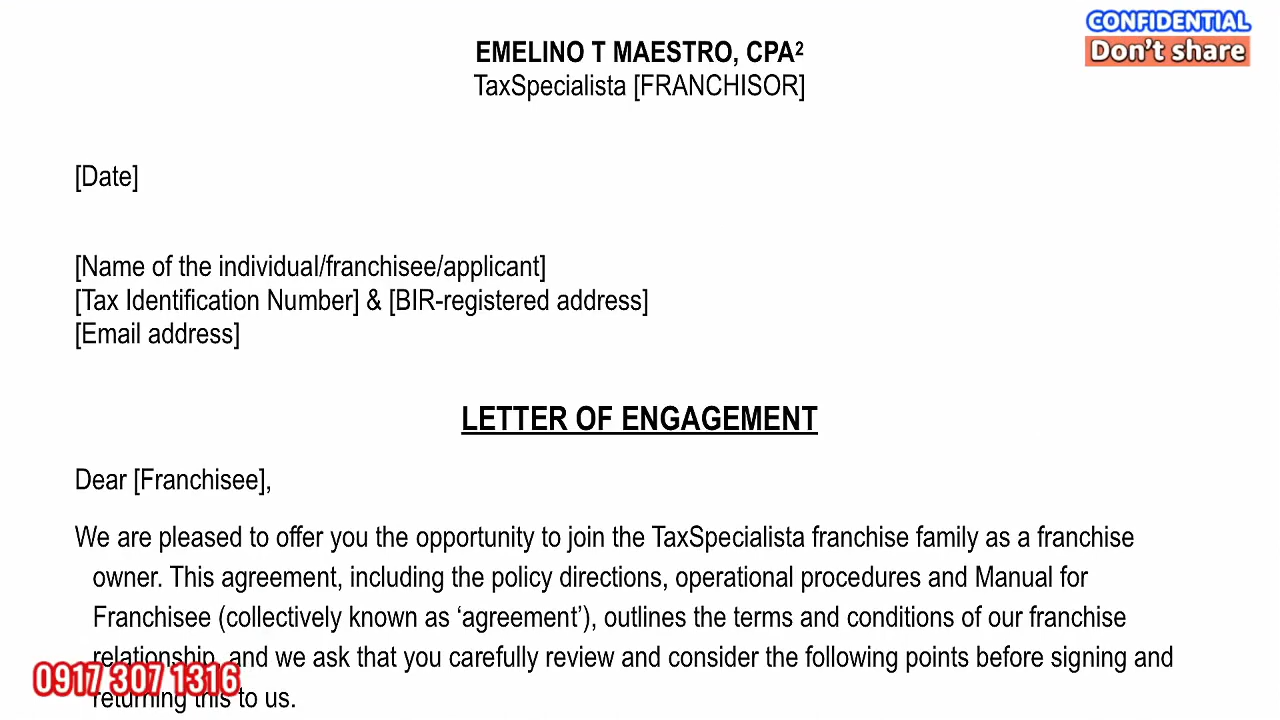 CONFIDENTIAL
Don't share
EMELINO T MAESTRO, CPA²
TaxSpecialista [FRANCHISOR]
[Date]
[Name of the individual/franchisee/applicant]
[Tax Identification Number] & [BIR-registered address]
[Email address]
LETTER OF ENGAGEMENT
Dear [Franchisee],
We are pleased to offer you the opportunity to join the TaxSpecialista franchise family as a franchise
owner. This agreement, including the policy directions, operational procedures and Manual for
Franchisee (collectively known as ‘agreement’), outlines the terms and conditions of our franchise
relationship, and we ask that you carefully review and consider the following points before signing and
returning this to us.
0917 307 1316